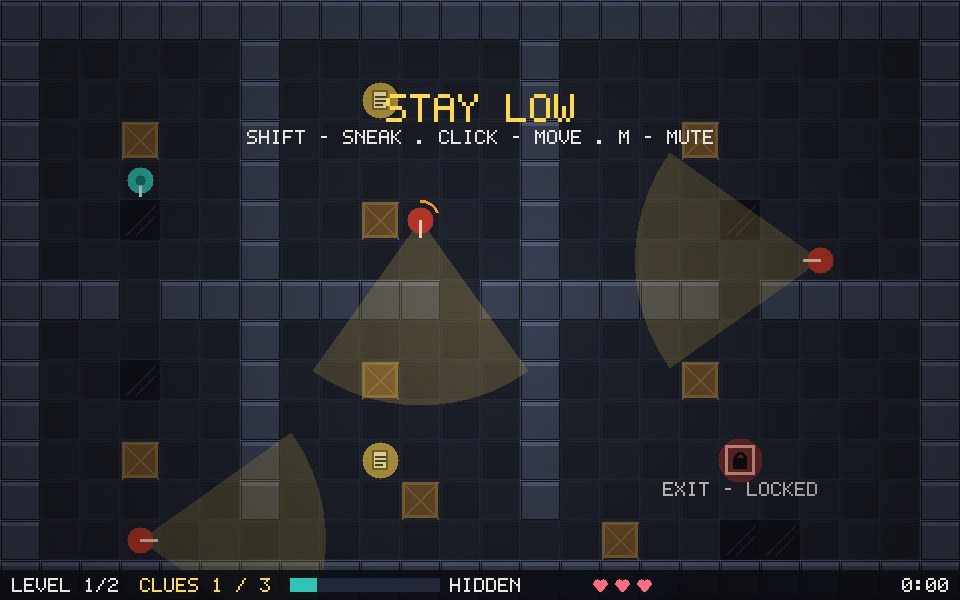 STAY LOW
SHIFT - SNEAK . CLICK - MOVE . M - MUTE
EXIT - LOCKED
LEVEL 1/2 CLUES 1 / 3 HIDDEN 0:00